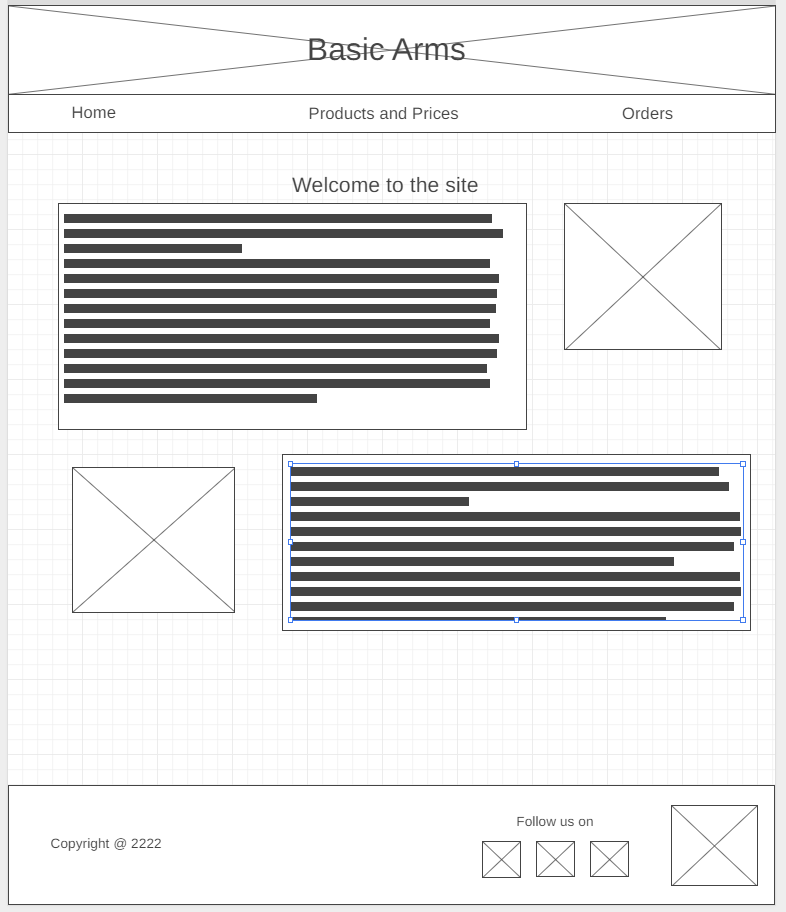 Basic Arms
Home
Products and Prices
Orders
Welcome to the site
Follow us on
Copyright @ 2222